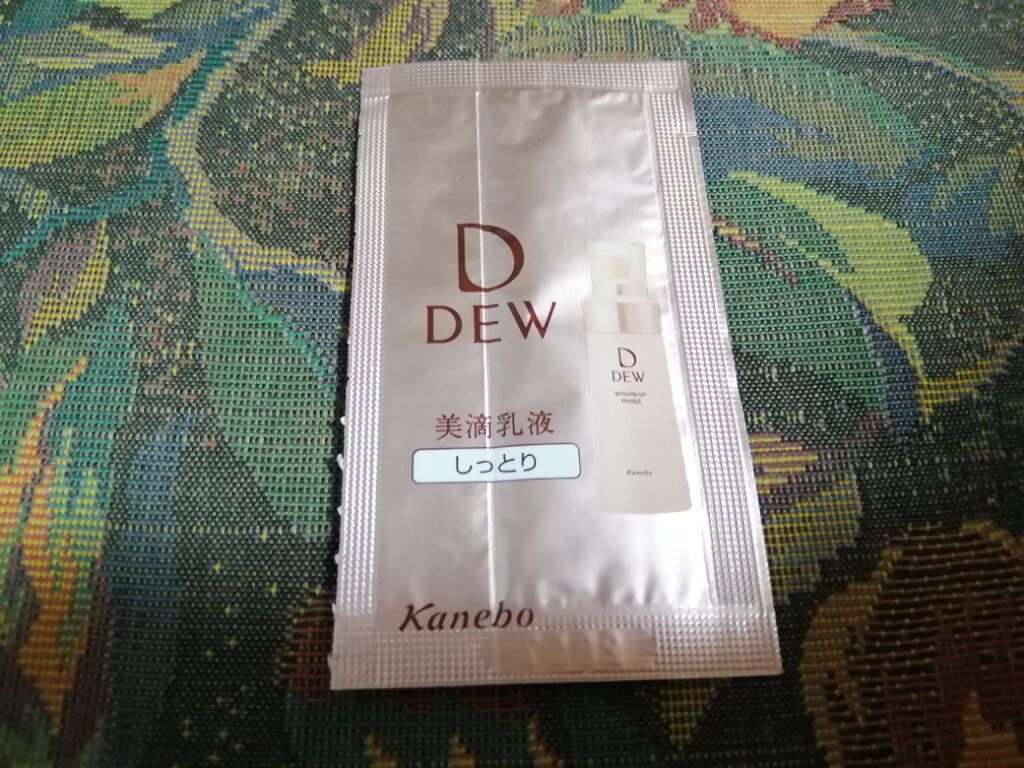 D
DEW
美滴乳液
しっとり
Kanebo
D
DEW
emulsion
moist
Kanebo